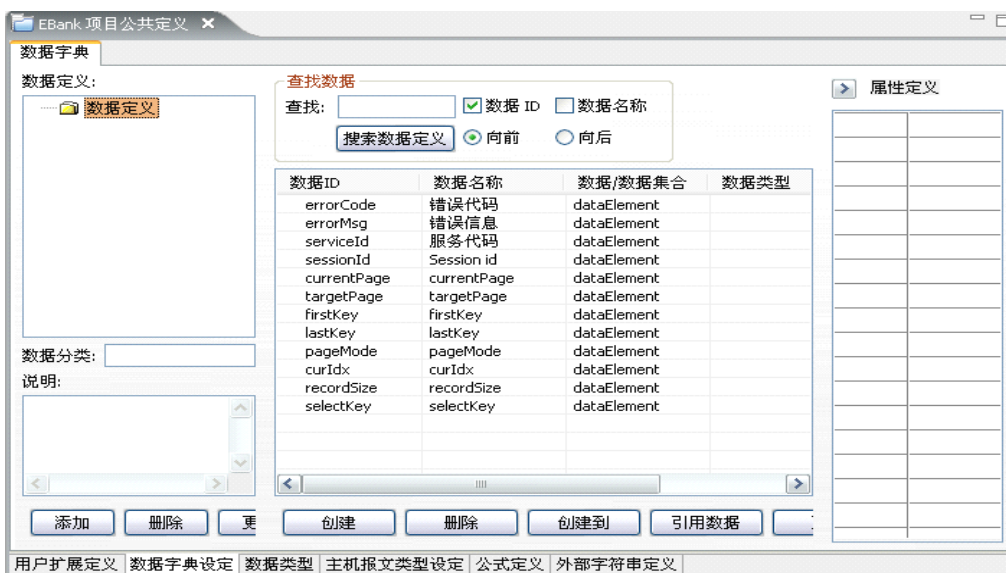 EBank 项目公共定义
数据字典
数据定义:
数据定义
数据分类:
说明:
添加 删除 更
查找数据
查找: 数据 ID 数据名称
搜索数据定义 向前 向后
数据ID 数据名称 数据/数据集合 数据类型
errorCode 错误代码 dataElement
errorMsg 错误信息 dataElement
serviceId 服务代码 dataElement
sessionId Session id dataElement
currentPage currentPage dataElement
targetPage targetPage dataElement
firstKey firstKey dataElement
lastKey lastKey dataElement
pageMode pageMode dataElement
curIdx curIdx dataElement
recordSize recordSize dataElement
selectKey selectKey dataElement
创建 删除 创建到 引用数据
属性定义
用户扩展定义 数据字典设定 数据类型 主机报文类型设定 公式定义 外部字符串定义